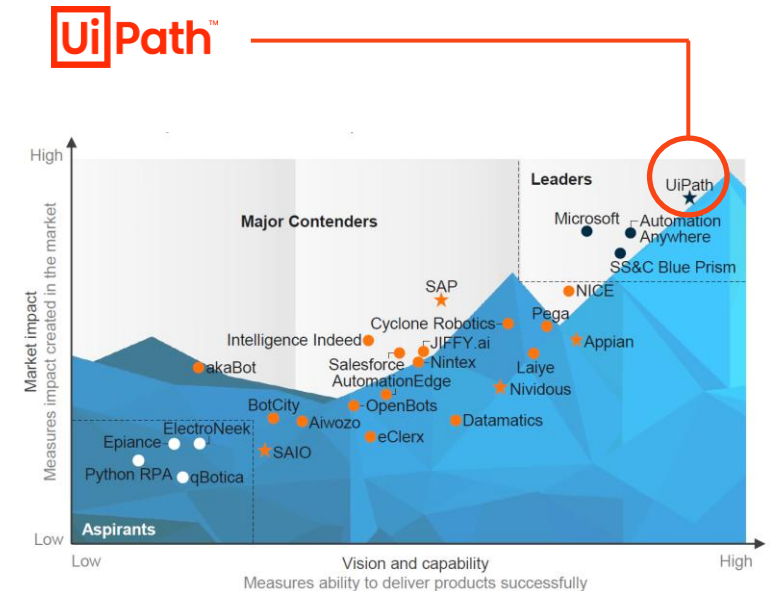 UiPath™
High
Leaders
UiPath
Major Contenders
Microsoft
Automation
Anywhere
SS&C Blue Prism
SAP
NICE
Cyclone Robotics
Pega
Intelligence Indeed
JIFFY.ai
Appian
Salesforce
Nintex
akaBot
Laiye
AutomationEdge
Nividous
BotCity
OpenBots
Aiwozo
Datamatics
ElectroNeek
eClerx
Epiance
SAIO
Python RPA
qBotica
Aspirants
Low
Market impact
Measures impact created in the market
Low
Vision and capability
High
Measures ability to deliver products successfully